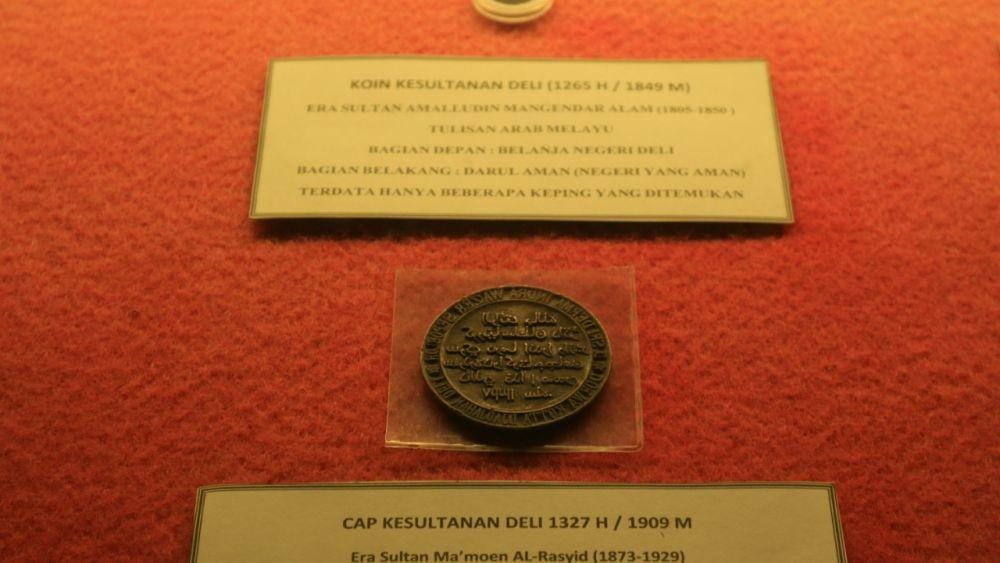 KOIN KESULTANAN DELI (1265 H / 1849 M)
ERA SULTAN AMALLUDIN MANGENDAR ALAM (1805-1850 )
TULISAN ARAB MELAYU
BAGIAN DEPAN : BELANJA NEGERI DELI
BAGIAN BELAKANG : DARUL AMAN (NEGERI YANG AMAN)
TERDATA HANYA BEBERAPA KEPING YANG DITEMUKAN
CAP KESULTANAN DELI 1327 H / 1909 M
Era Sultan Ma'moen AL-Rasyid (1873-1929)